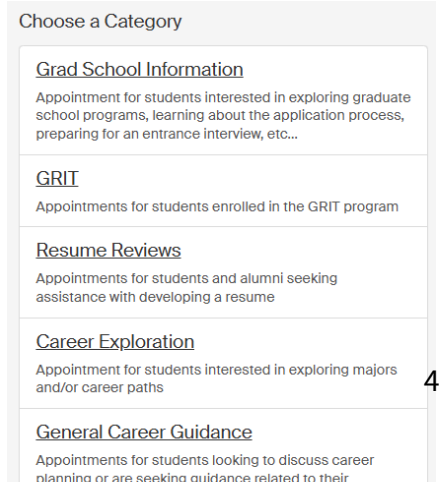 Choose a Category
Grad School Information
Appointment for students interested in exploring graduate
school programs, learning about the application process,
preparing for an entrance interview, etc...
GRIT
Appointments for students enrolled in the GRIT program
Resume Reviews
Appointments for students and alumni seeking
assistance with developing a resume
Career Exploration
Appointment for students interested in exploring majors
and/or career paths
4
General Career Guidance
Appointments for students looking to discuss career
planning or are seeking guidance related to their